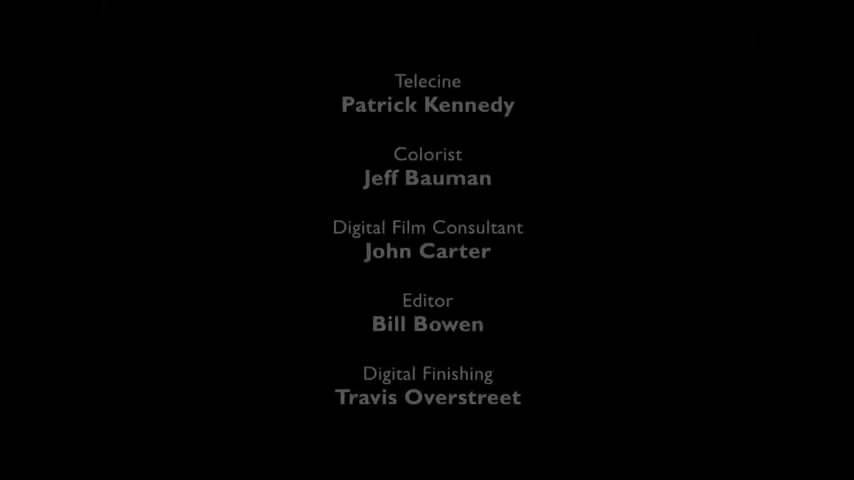 Telecine
Patrick Kennedy
Colorist
Jeff Bauman
Digital Film Consultant
John Carter
Editor
Bill Bowen
Digital Finishing
Travis Overstreet